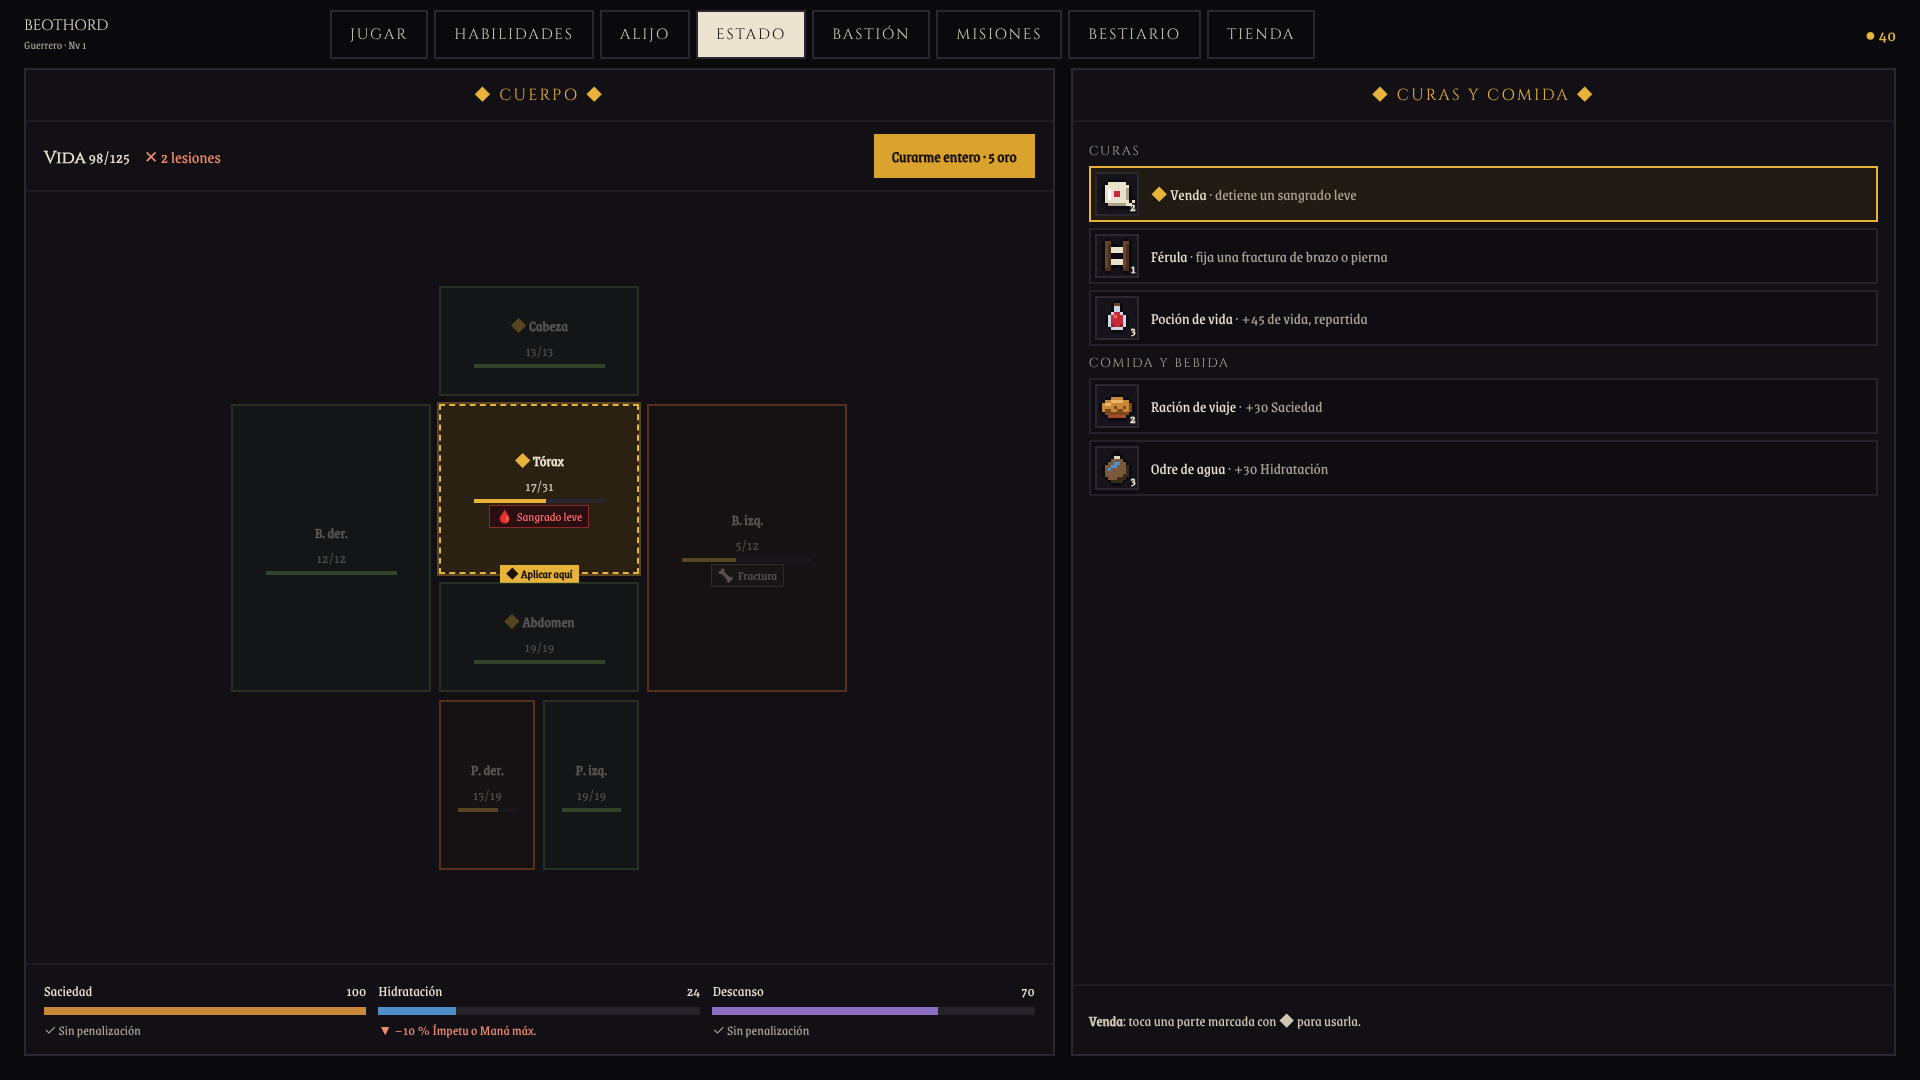 BEOTHORD
Guerrero · Nv 1
JUGAR
HABILIDADES
ALIJO
ESTADO
BASTIÓN
MISIONES
BESTIARIO
TIENDA
40
CUERPO
VIDA 98/125
2 lesiones
Curarme entero · 5 oro
Cabeza
13/13
B. der.
12/12
Tórax
17/31
Sangrado leve
Aplicar aquí
B. izq.
5/12
Fractura
Abdomen
19/19
P. der.
13/19
P. izq.
19/19
Saciedad 100
Sin penalización
Hidratación 24
−10 % Ímpetu o Maná máx.
Descanso 70
Sin penalización
CURAS Y COMIDA
CURAS
2
Venda · detiene un sangrado leve
1
Férula · fija una fractura de brazo o pierna
3
Poción de vida · +45 de vida, repartida
COMIDA Y BEBIDA
2
Ración de viaje · +30 Saciedad
3
Odre de agua · +30 Hidratación
Venda: toca una parte marcada con ◆ para usarla.